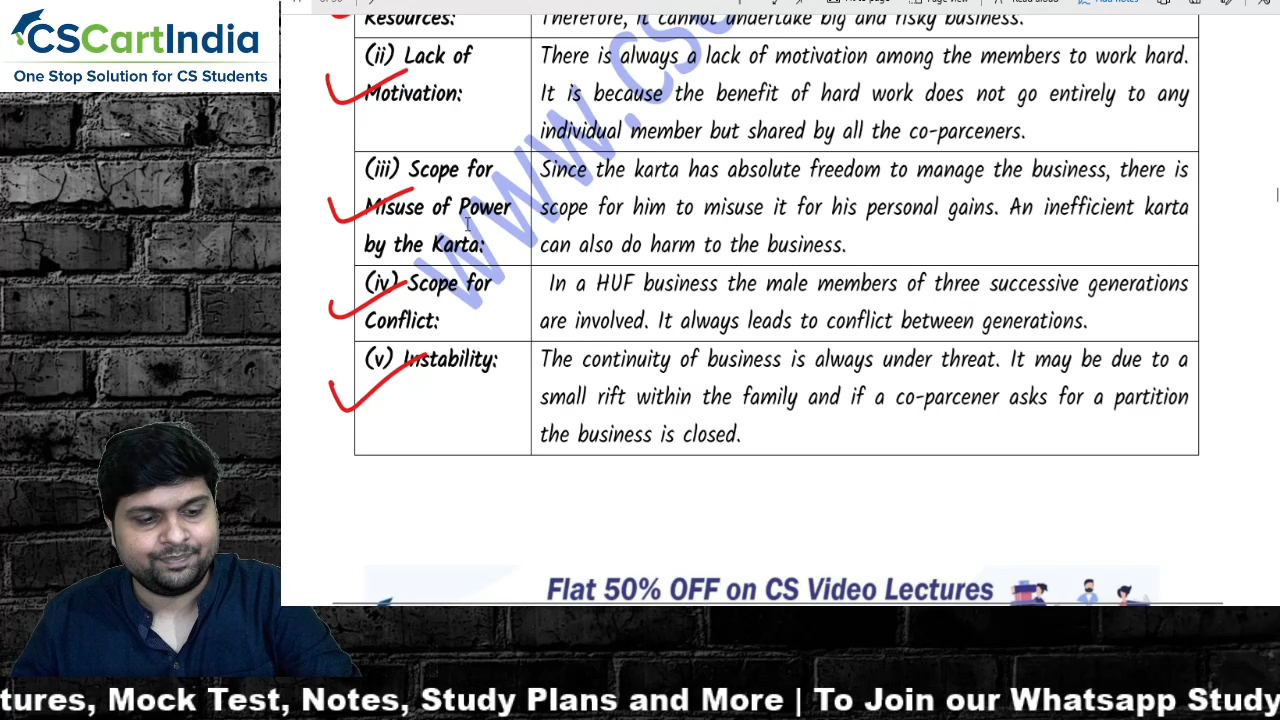 CSCartIndia
One Stop Solution for CS Students
Resources:
Therefore, it cannot undertake big and risky business.
(ii) Lack of
Motivation:
There is always a lack of motivation among the members to work hard.
It is because the benefit of hard work does not go entirely to any
individual member but shared by all the co-parceners.
(iii) Scope for
Misuse of Power
by the Karta:
Since the karta has absolute freedom to manage the business, there is
scope for him to misuse it for his personal gains. An inefficient karta
can also do harm to the business.
(iv) Scope for
Conflict:
In a HUF business the male members of three successive generations
are involved. It always leads to conflict between generations.
(v) Instability:
The continuity of business is always under threat. It may be due to a
small rift within the family and if a co-parcener asks for a partition
the business is closed.
www.cs
Flat 50% OFF on CS Video Lectures
tures, Mock Test, Notes, Study Plans and More | To Join our Whatsapp Study